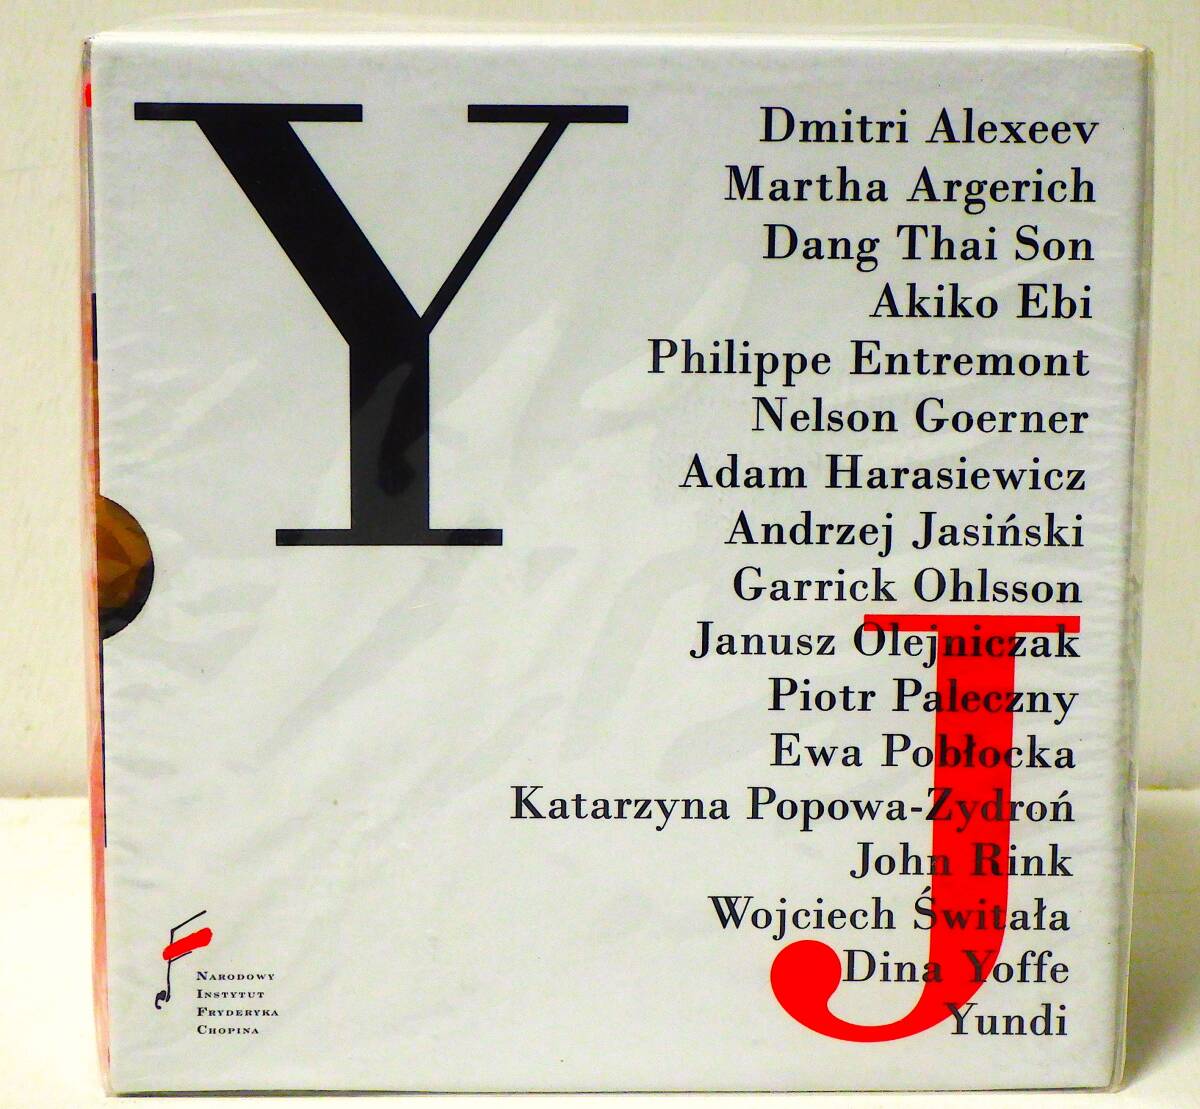 Y
Dmitri Alexeev
Martha Argerich
Dang Thai Son
Akiko Ebi
Philippe Entremont
Nelson Goerner
Adam Harasiewicz
Andrzej Jasiński
Garrick Ohlsson
Janusz Olejniczak
Piotr Paleczny
Ewa Pobłocka
Katarzyna Popowa-Zydroń
John Rink
Wojciech Świtała
Dina Yoffe
Yundi
J
Narodowy
Instytut
Fryderyka
Chopina